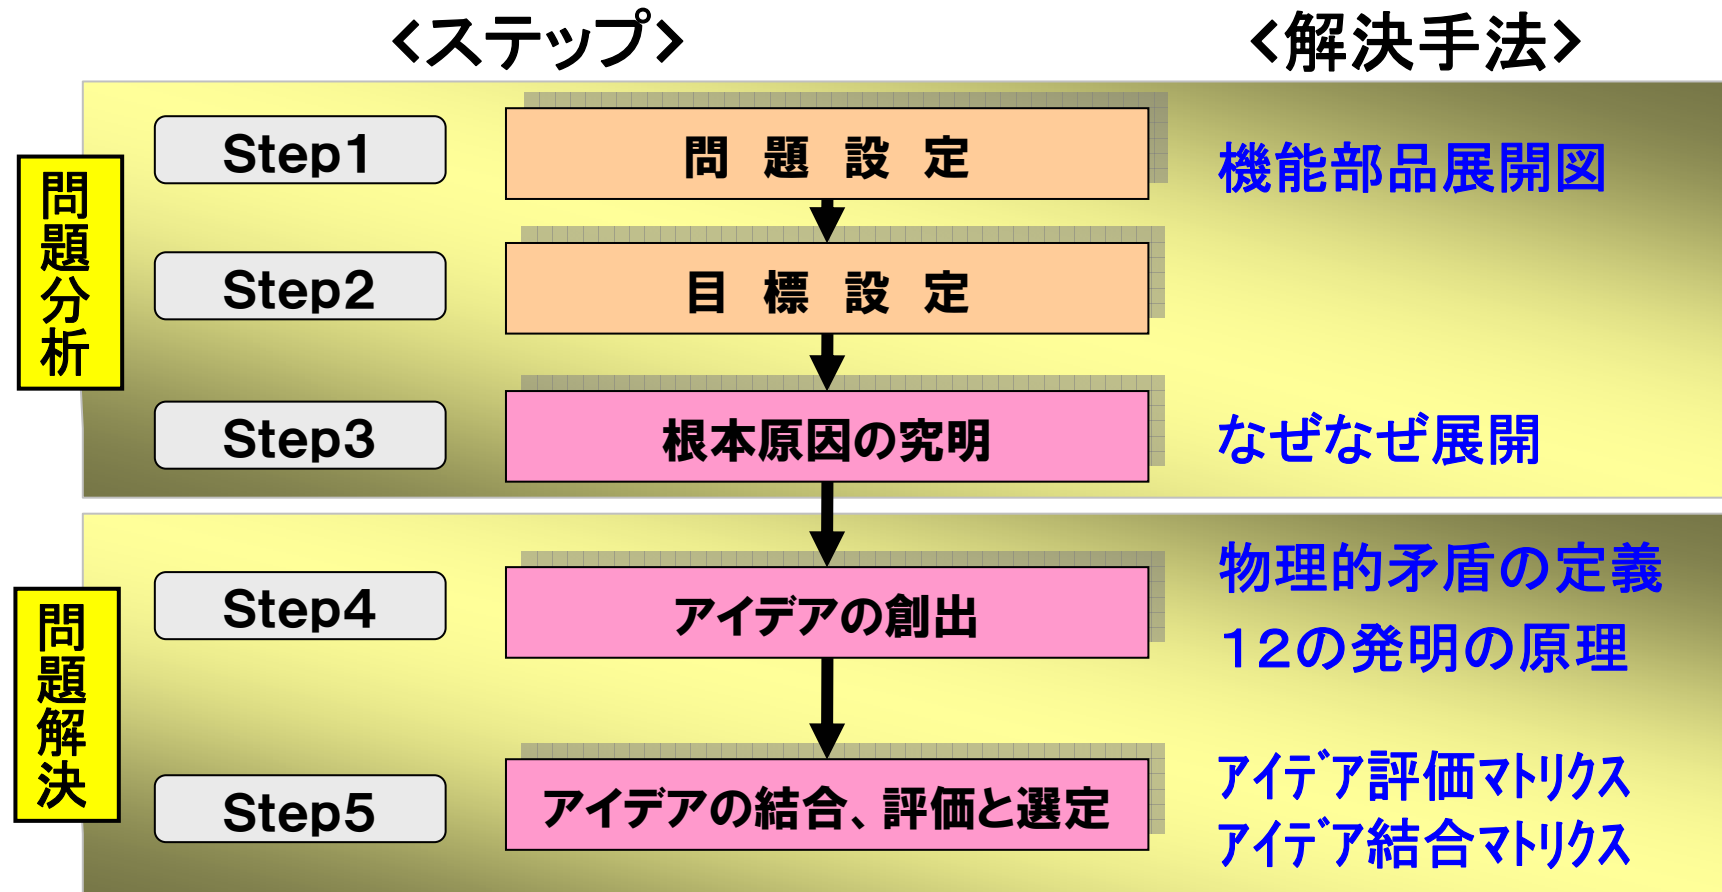 <ステップ>
<解決手法>
問題分析
Step1
問題設定
機能部品展開図
Step2
目標設定
Step3
根本原因の究明
なぜなぜ展開
問題解決
Step4
アイデアの創出
物理的矛盾の定義
12の発明の原理
Step5
アイデアの結合、評価と選定
ｱｲﾃﾞｱ評価ﾏﾄﾘｸｽ
ｱｲﾃﾞｱ結合ﾏﾄﾘｸｽ